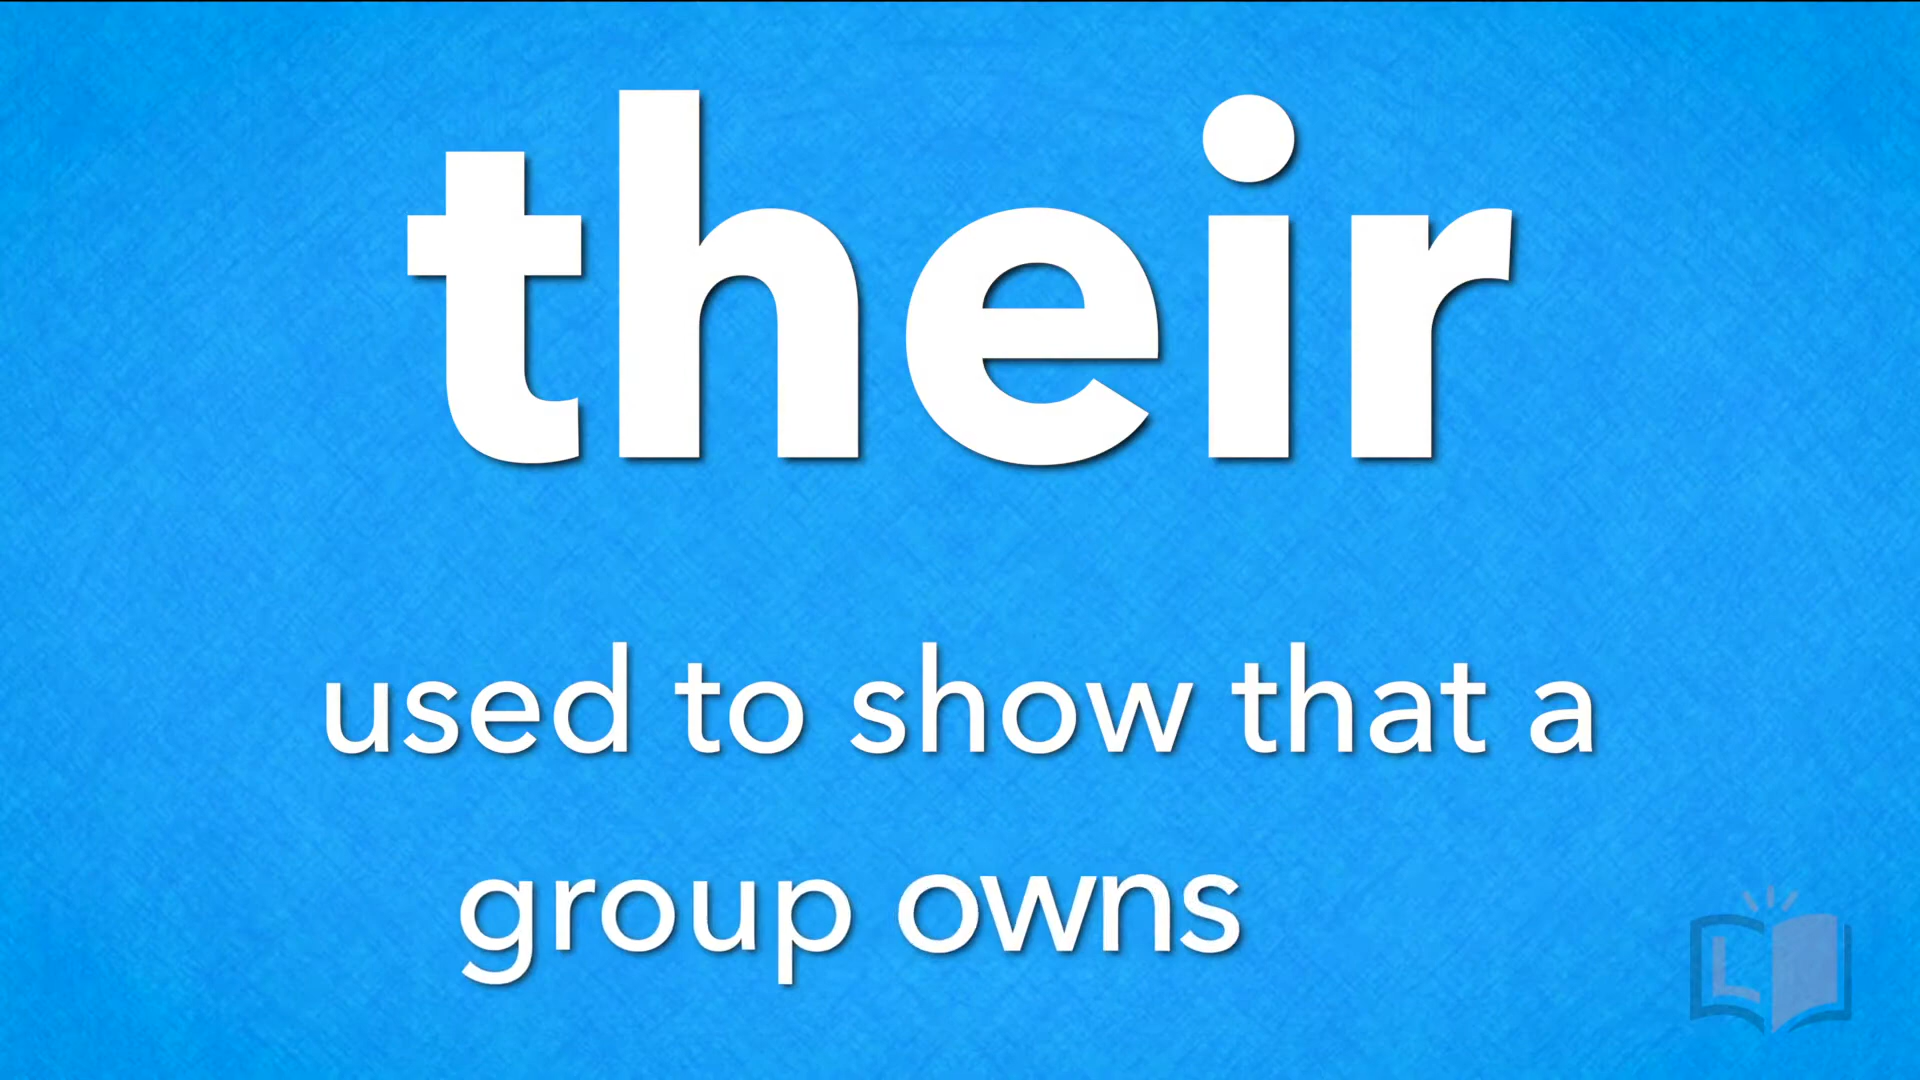 their
used to show that a
group owns